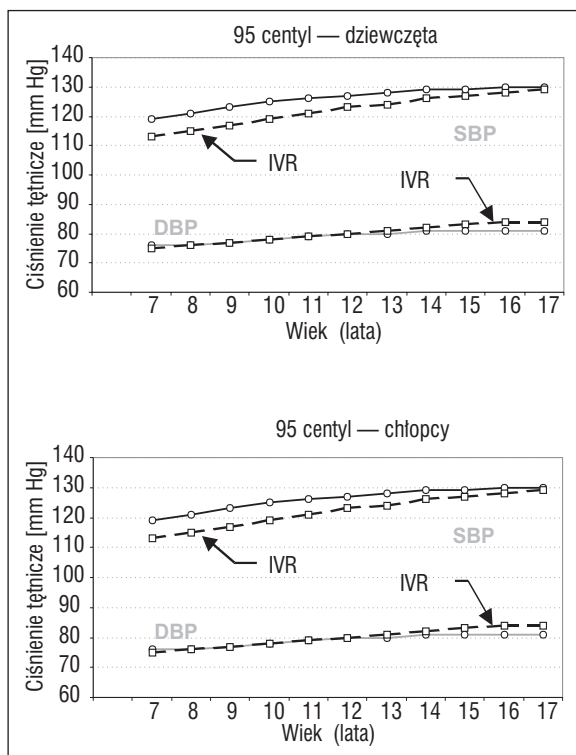 95 centyl — dziewczęta
Ciśnienie tętnicze [mm Hg]
140
130
120
110
100
90
80
70
60
IVR
SBP
IVR
DBP
7 8 9 10 11 12 13 14 15 16 17
Wiek (lata)
95 centyl — chłopcy
Ciśnienie tętnicze [mm Hg]
140
130
120
110
100
90
80
70
60
IVR
SBP
IVR
DBP
7 8 9 10 11 12 13 14 15 16 17
Wiek (lata)